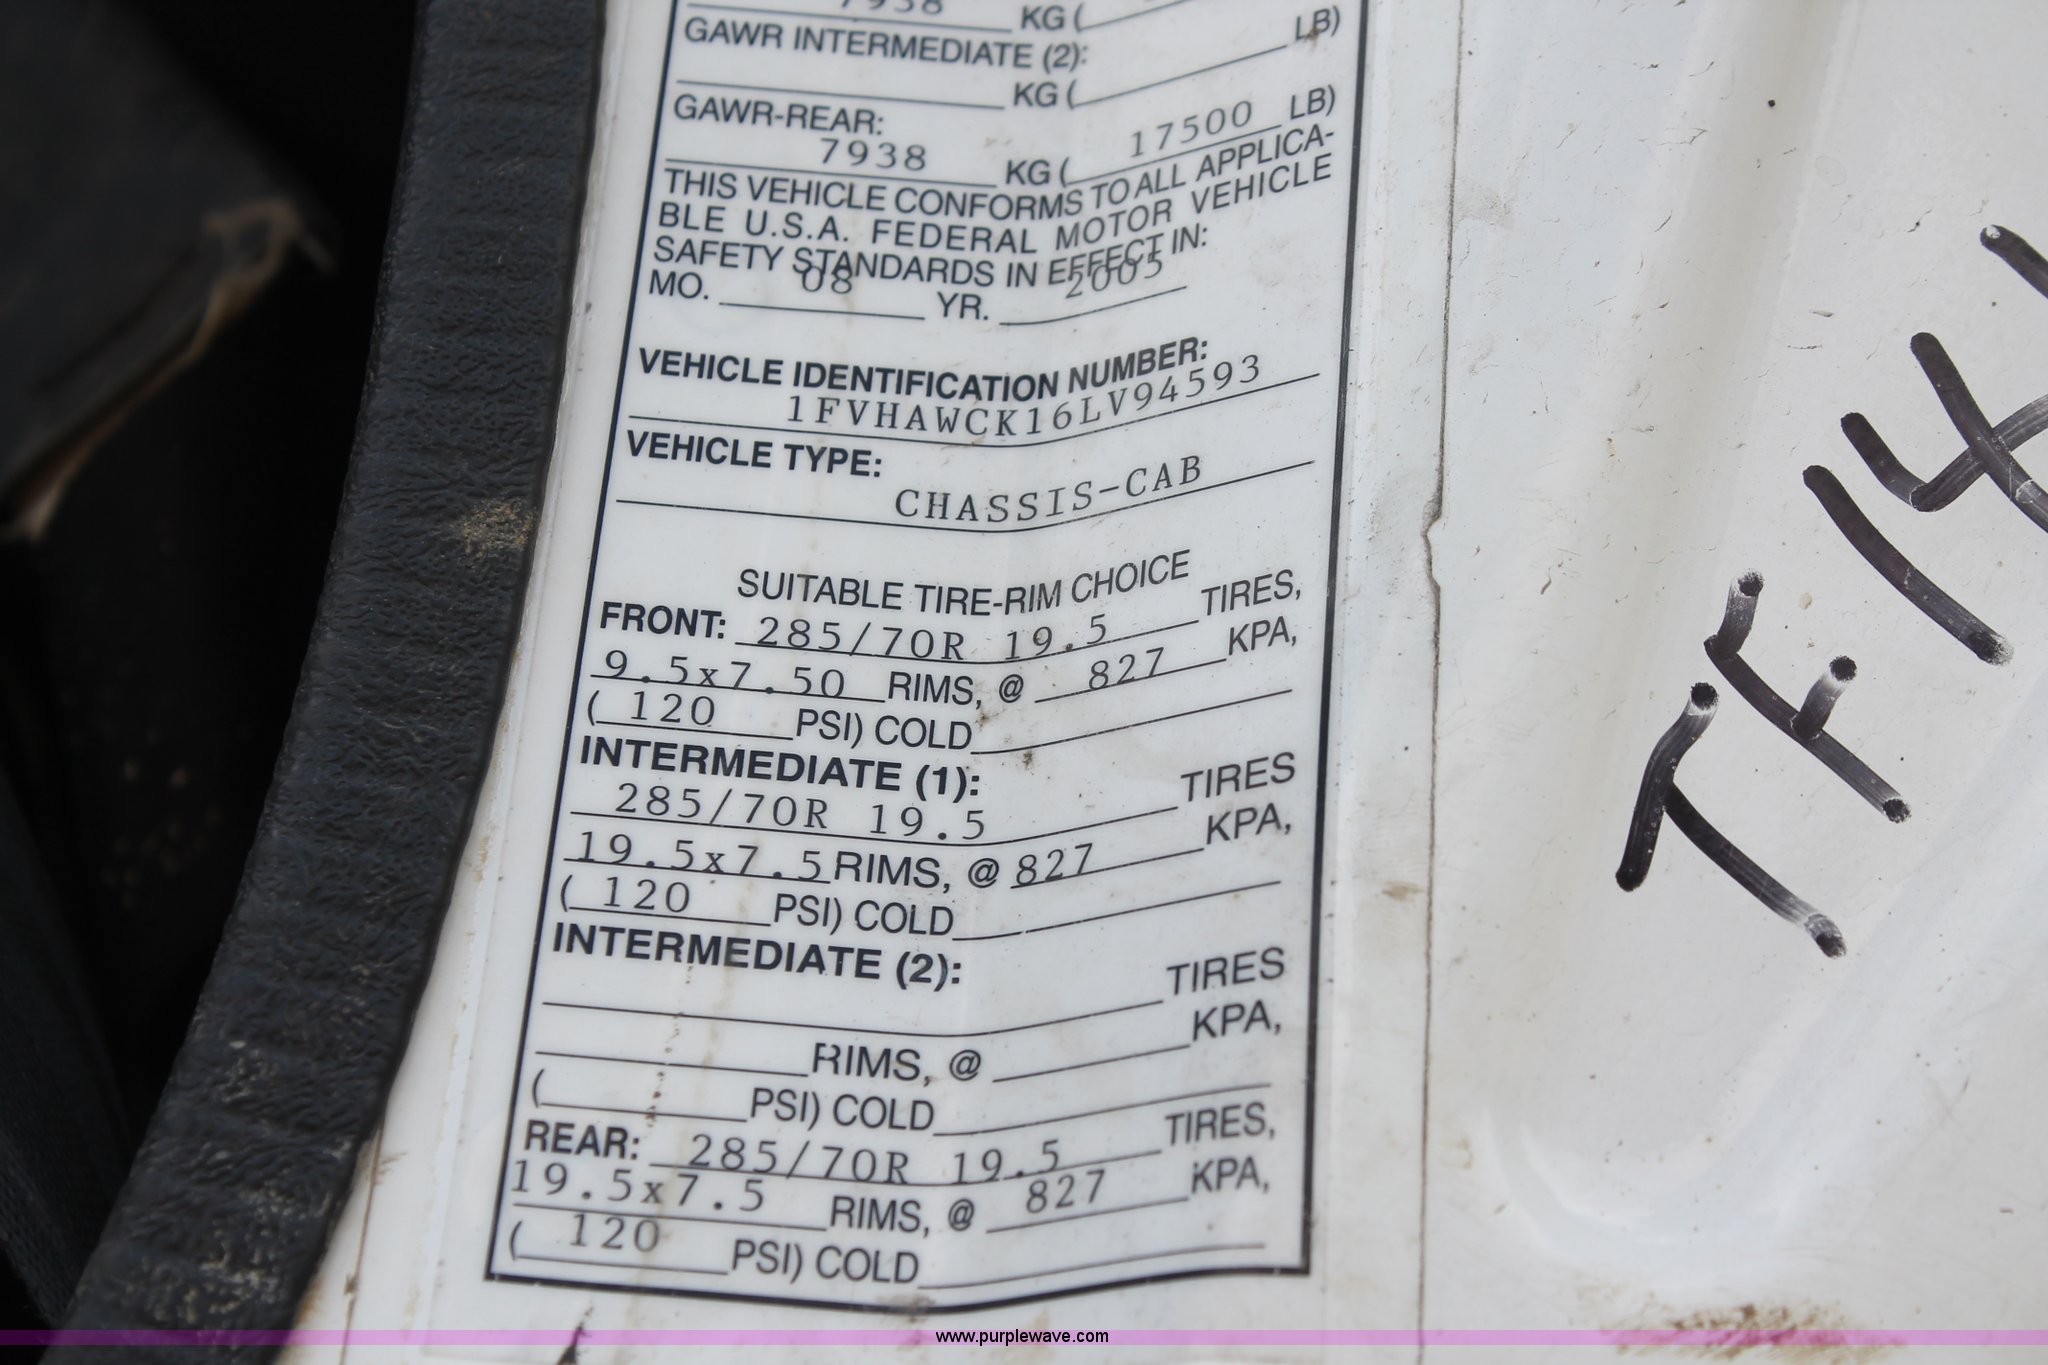 7938 KG (
GAWR INTERMEDIATE (2): LB)
KG (
GAWR-REAR: 17500 LB)
7938 KG (
THIS VEHICLE CONFORMS TO ALL APPLICA-
BLE U.S.A. FEDERAL MOTOR VEHICLE
SAFETY STANDARDS IN EFFECT IN:
MO. 08 YR. 2005
VEHICLE IDENTIFICATION NUMBER:
1FVHAWCK16LV94593
VEHICLE TYPE:
CHASSIS-CAB
SUITABLE TIRE-RIM CHOICE
FRONT: 285/70R 19.5 TIRES,
9.5x7.50 RIMS, @ 827 KPA,
( 120 PSI) COLD
INTERMEDIATE (1):
285/70R 19.5 TIRES
19.5x7.5 RIMS, @ 827 KPA,
( 120 PSI) COLD
INTERMEDIATE (2):
TIRES
RIMS, @ KPA,
( PSI) COLD
REAR: 285/70R 19.5 TIRES,
19.5x7.5 RIMS, @ 827 KPA,
( 120 PSI) COLD
TF14
www.purplewave.com